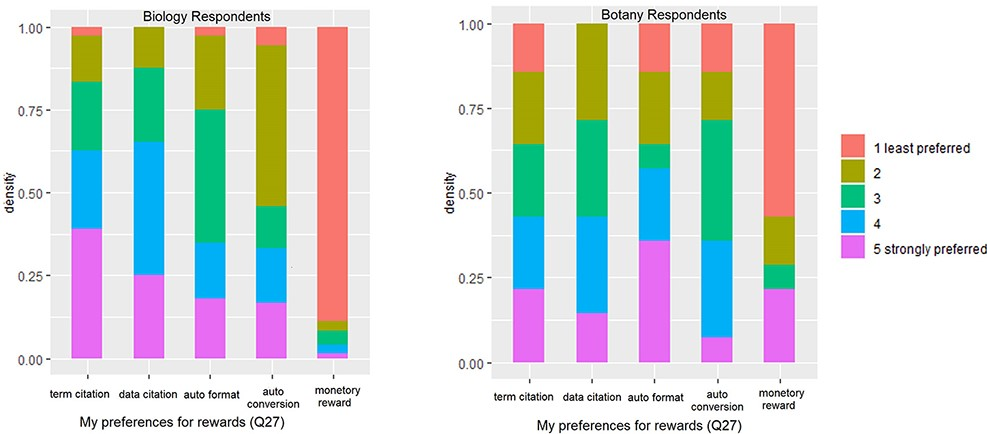 Biology Respondents
1.00
0.75
0.50
0.25
0.00
density
term citation
data citation
auto format
auto
conversion
monetory
reward
My preferences for rewards (Q27)
Botany Respondents
1.00
0.75
0.50
0.25
0.00
density
term citation
data citation
auto format
auto
conversion
monetory
reward
My preferences for rewards (Q27)
1 least preferred
2
3
4
5 strongly preferred